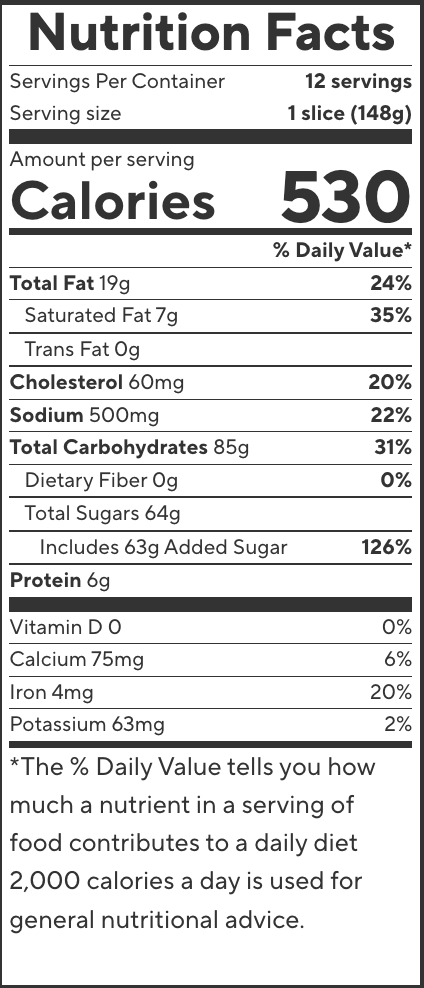 Nutrition Facts
Servings Per Container 12 servings
Serving size 1 slice (148g)
Amount per serving
Calories 530
% Daily Value*
Total Fat 19g 24%
Saturated Fat 7g 35%
Trans Fat 0g
Cholesterol 60mg 20%
Sodium 500mg 22%
Total Carbohydrates 85g 31%
Dietary Fiber 0g 0%
Total Sugars 64g
Includes 63g Added Sugar 126%
Protein 6g
Vitamin D 0 0%
Calcium 75mg 6%
Iron 4mg 20%
Potassium 63mg 2%
*The % Daily Value tells you how
much a nutrient in a serving of
food contributes to a daily diet
2,000 calories a day is used for
general nutritional advice.